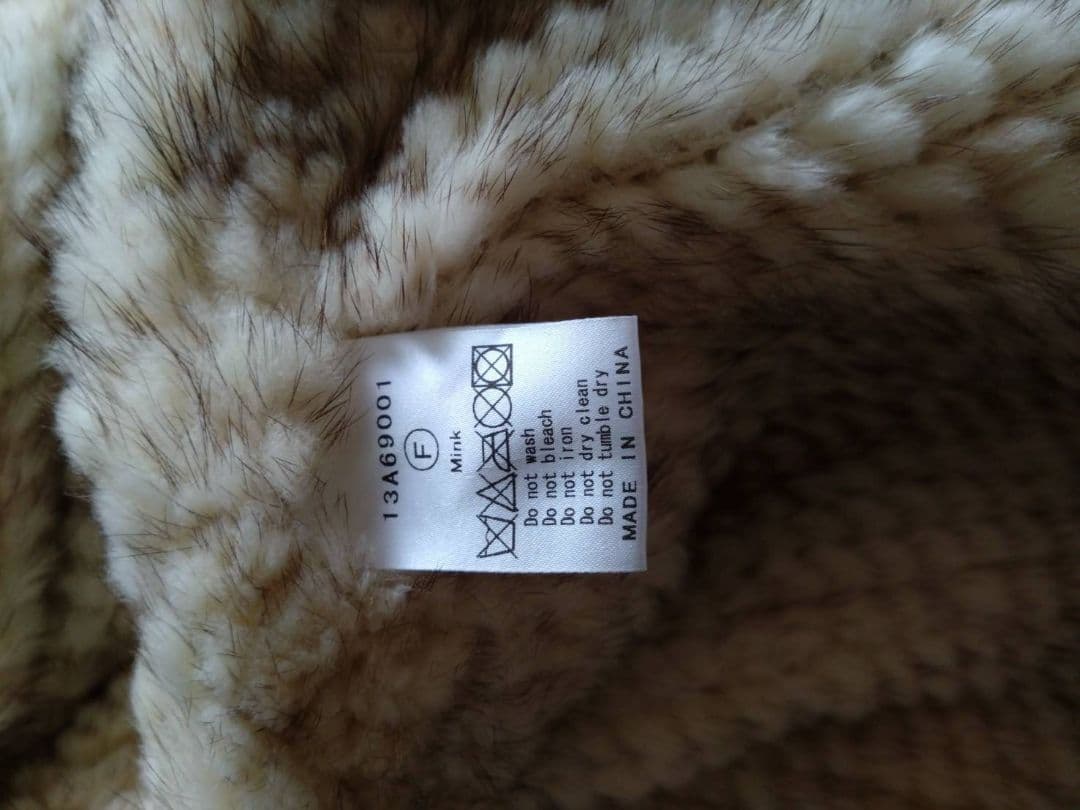 13A69001
F
Mink
Do not wash
Do not bleach
Do not iron
Do not dry clean
Do not tumble dry
MADE IN CHINA